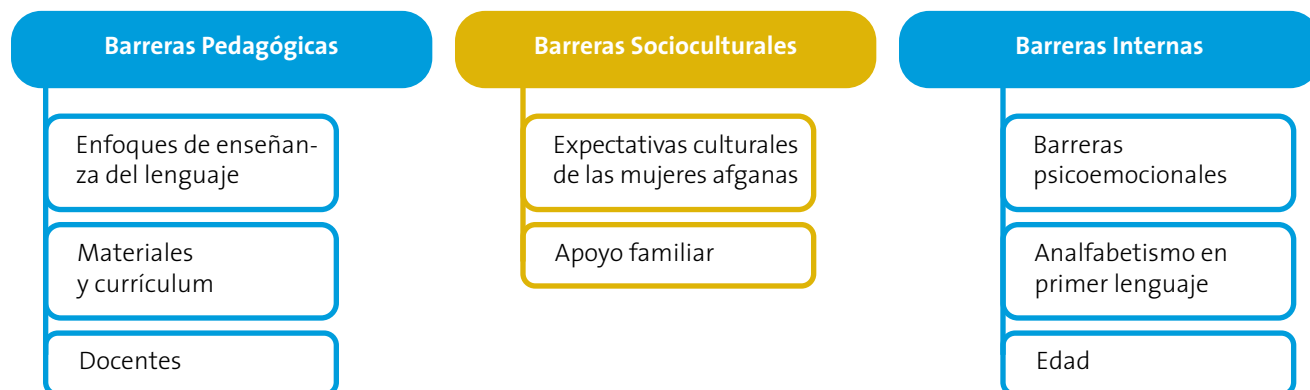 Barreras Pedagógicas
Enfoques de enseñan-
za del lenguaje
Materiales
y currículum
Docentes
Barreras Socioculturales
Expectativas culturales
de las mujeres afganas
Apoyo familiar
Barreras Internas
Barreras
psicoemocionales
Analfabetismo en
primer lenguaje
Edad